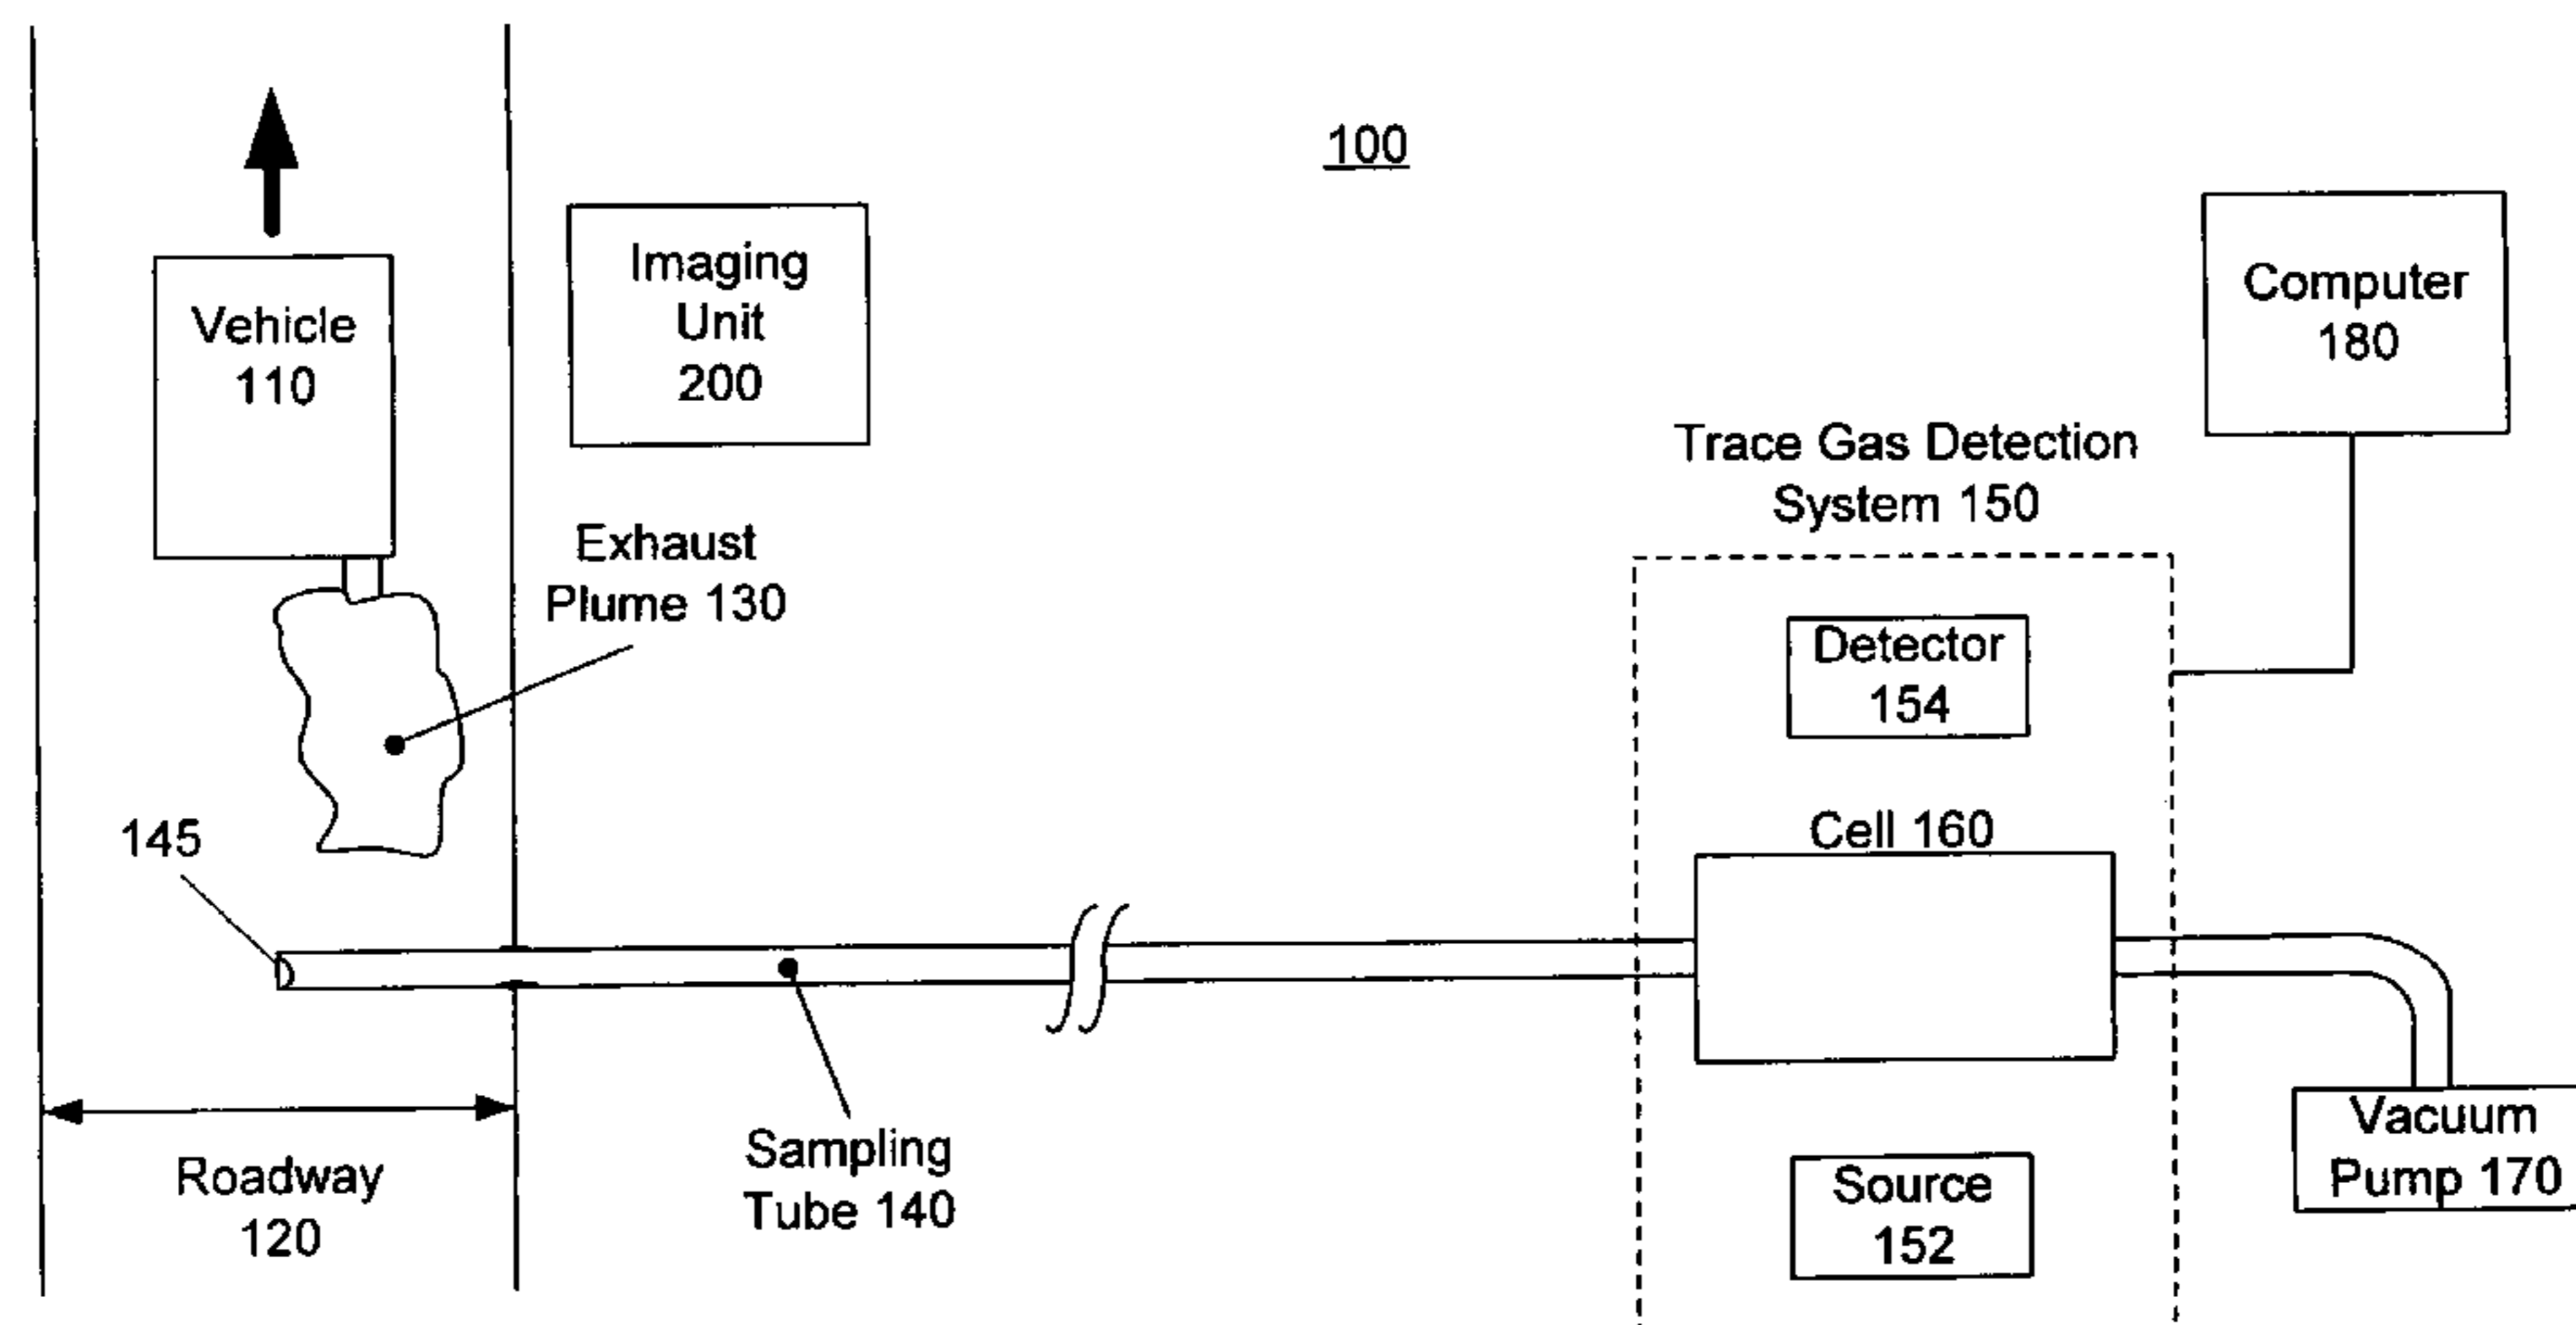 100
Vehicle
110
Imaging
Unit
200
Computer
180
Trace Gas Detection
System 150
Exhaust
Plume 130
Detector
154
145
Cell 160
Sampling
Tube 140
Roadway
120
Source
152
Vacuum
Pump 170